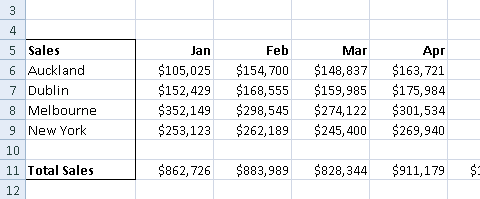 3
4
5 Sales Jan Feb Mar Apr
6 Auckland $105,025 $154,700 $148,837 $163,721
7 Dublin $152,429 $168,555 $159,985 $175,984
8 Melbourne $352,149 $298,545 $274,122 $301,534
9 New York $253,123 $262,189 $245,400 $269,940
10
11 Total Sales $862,726 $883,989 $828,344 $911,179
12